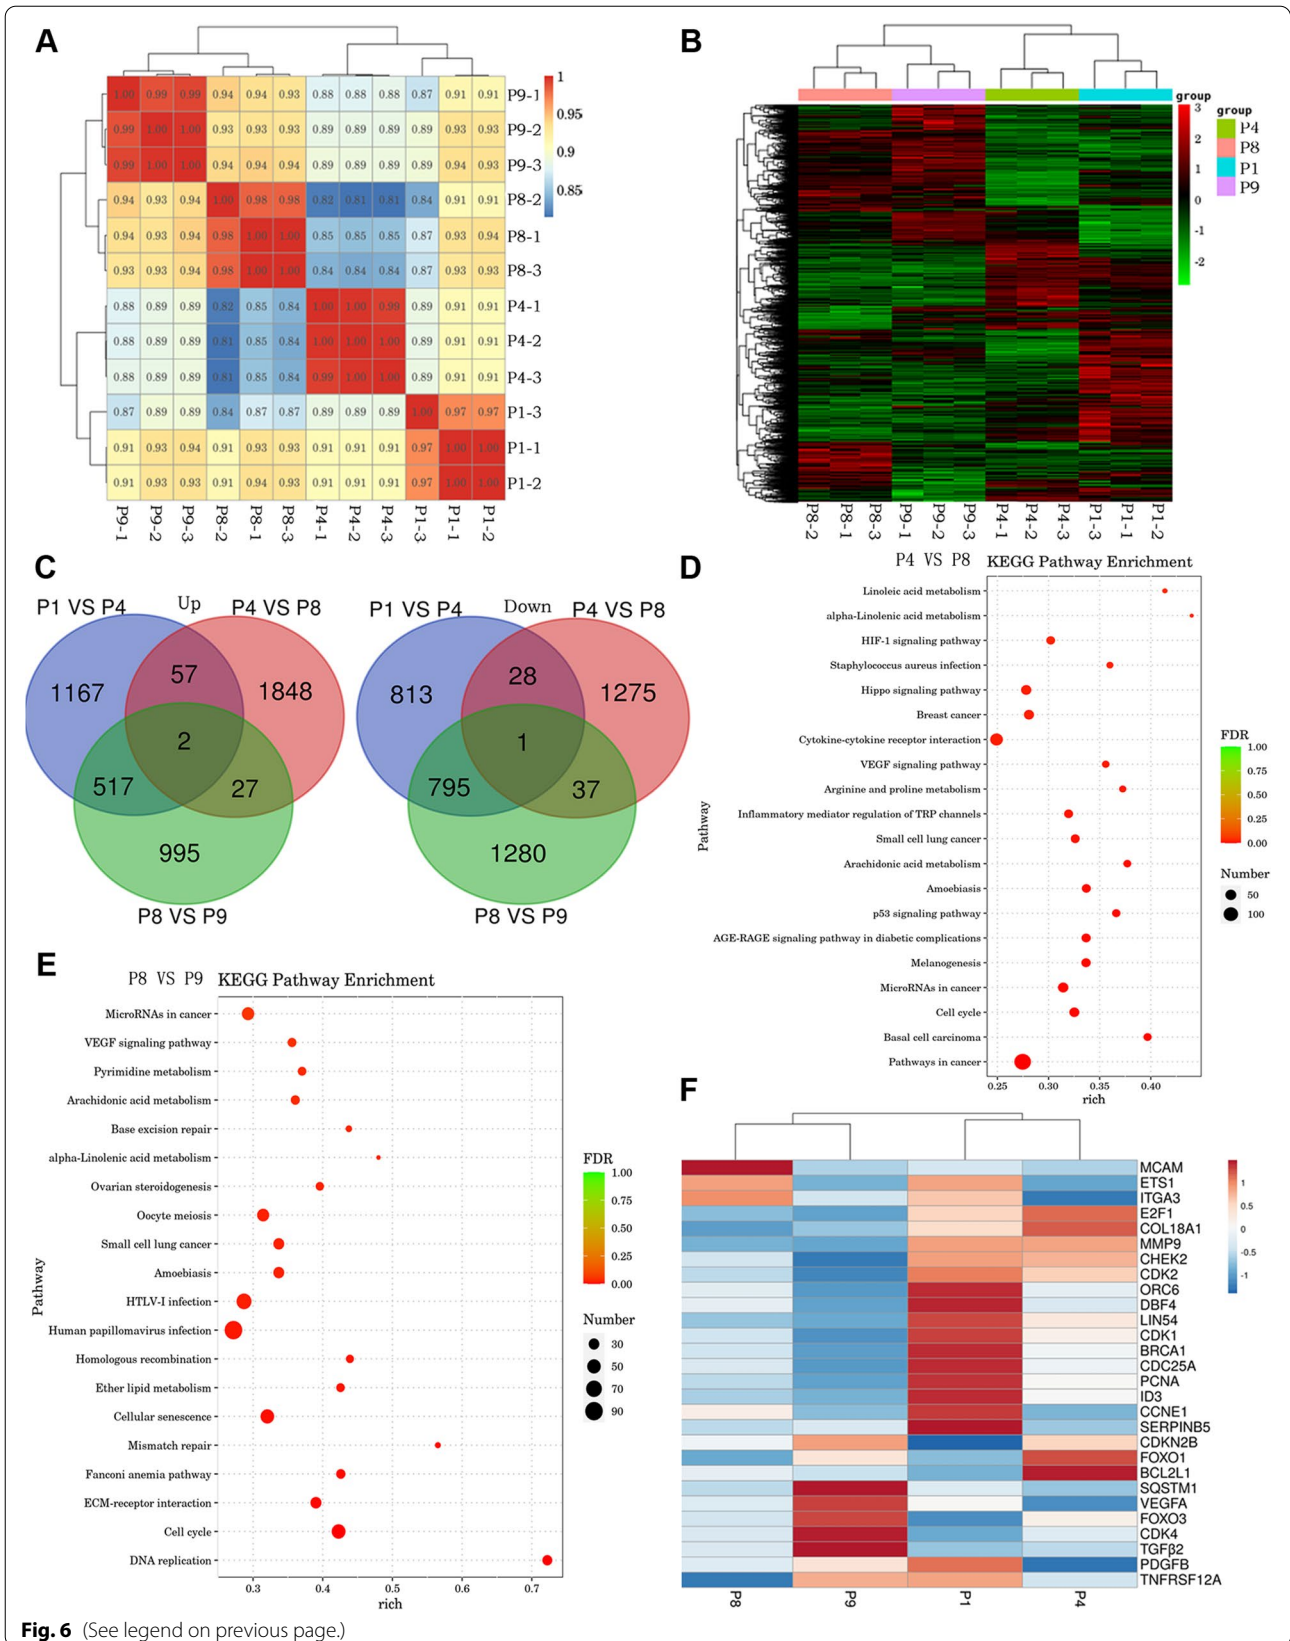 A
1.00 0.99 0.99 0.94 0.94 0.93 0.88 0.88 0.88 0.87 0.91 0.91 P9-1
0.99 1.00 1.00 0.93 0.93 0.93 0.89 0.89 0.89 0.89 0.93 0.93 P9-2
0.99 1.00 1.00 0.94 0.94 0.94 0.89 0.89 0.89 0.89 0.94 0.93 P9-3
0.94 0.93 0.94 1.00 0.98 0.98 0.82 0.81 0.81 0.84 0.91 0.91 P8-2
0.94 0.93 0.94 0.98 1.00 1.00 0.85 0.85 0.85 0.87 0.93 0.94 P8-1
0.93 0.93 0.94 0.98 1.00 1.00 0.84 0.84 0.84 0.87 0.93 0.93 P8-3
0.88 0.89 0.89 0.82 0.85 0.84 1.00 1.00 0.99 0.89 0.91 0.91 P4-1
0.88 0.89 0.89 0.81 0.85 0.84 1.00 1.00 1.00 0.89 0.91 0.91 P4-2
0.88 0.89 0.89 0.81 0.85 0.84 0.99 1.00 1.00 0.89 0.91 0.91 P4-3
0.87 0.89 0.89 0.84 0.87 0.87 0.89 0.89 0.89 1.00 0.97 0.97 P1-3
0.91 0.93 0.94 0.91 0.93 0.93 0.91 0.91 0.91 0.97 1.00 1.00 P1-1
0.91 0.93 0.93 0.91 0.94 0.93 0.91 0.91 0.91 0.97 1.00 1.00 P1-2
P9-1 P9-2 P9-3 P8-2 P8-1 P8-3 P4-1 P4-2 P4-3 P1-3 P1-1 P1-2
1
0.95
0.9
0.85
B
group
3
2
1
0
-1
-2
group
P4
P8
P1
P9
P8-2 P8-1 P8-3 P9-1 P9-2 P9-3 P4-1 P4-2 P4-3 P1-3 P1-1 P1-2
C
P1 VS P4 Up P4 VS P8
1167 57 1848
2
517 27
995
P8 VS P9
P1 VS P4 Down P4 VS P8
813 28 1275
1
795 37
1280
P8 VS P9
D
P4 VS P8 KEGG Pathway Enrichment
Pathway
Linoleic acid metabolism
alpha-Linolenic acid metabolism
HIF-1 signaling pathway
Staphylococcus aureus infection
Hippo signaling pathway
Breast cancer
Cytokine-cytokine receptor interaction
VEGF signaling pathway
Arginine and proline metabolism
Inflammatory mediator regulation of TRP channels
Small cell lung cancer
Arachidonic acid metabolism
Amoebiasis
p53 signaling pathway
AGE-RAGE signaling pathway in diabetic complications
Melanogenesis
MicroRNAs in cancer
Cell cycle
Basal cell carcinoma
Pathways in cancer
0.25 0.30 0.35 0.40
rich
FDR
1.00
0.75
0.50
0.25
0.00
Number
50
100
E
P8 VS P9 KEGG Pathway Enrichment
Pathway
MicroRNAs in cancer
VEGF signaling pathway
Pyrimidine metabolism
Arachidonic acid metabolism
Base excision repair
alpha-Linolenic acid metabolism
Ovarian steroidogenesis
Oocyte meiosis
Small cell lung cancer
Amoebiasis
HTLV-I infection
Human papillomavirus infection
Homologous recombination
Ether lipid metabolism
Cellular senescence
Mismatch repair
Fanconi anemia pathway
ECM-receptor interaction
Cell cycle
DNA replication
0.3 0.4 0.5 0.6 0.7
rich
FDR
1.00
0.75
0.50
0.25
0.00
Number
30
50
70
90
F
MCAM
ETS1
ITGA3
E2F1
COL18A1
MMP9
CHEK2
CDK2
ORC6
DBF4
LIN54
CDK1
BRCA1
CDC25A
PCNA
ID3
CCNE1
SERPINB5
CDKN2B
FOXO1
BCL2L1
SQSTM1
VEGFA
FOXO3
CDK4
TGFβ2
PDGFB
TNFRSF12A
P8 P9 P1 P4
1
0.5
0
-0.5
-1
Fig. 6 (See legend on previous page.)